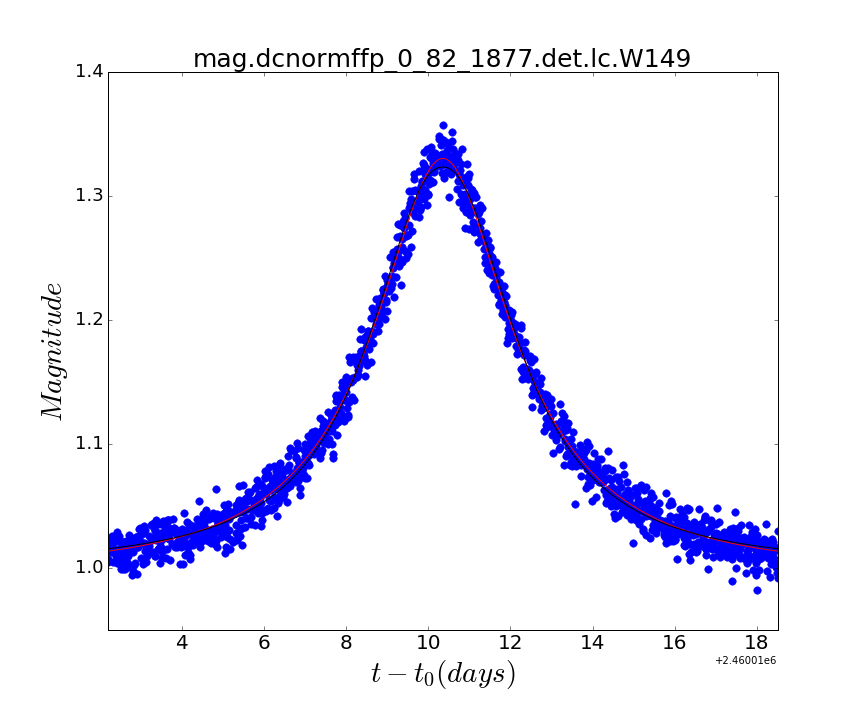 mag.dcnormffp_0_82_1877.det.lc.W149
1.4
1.3
1.2
1.1
1.0
Magnitude
4 6 8 10 12 14 16 18
+2.46001e6
t − t₀(days)